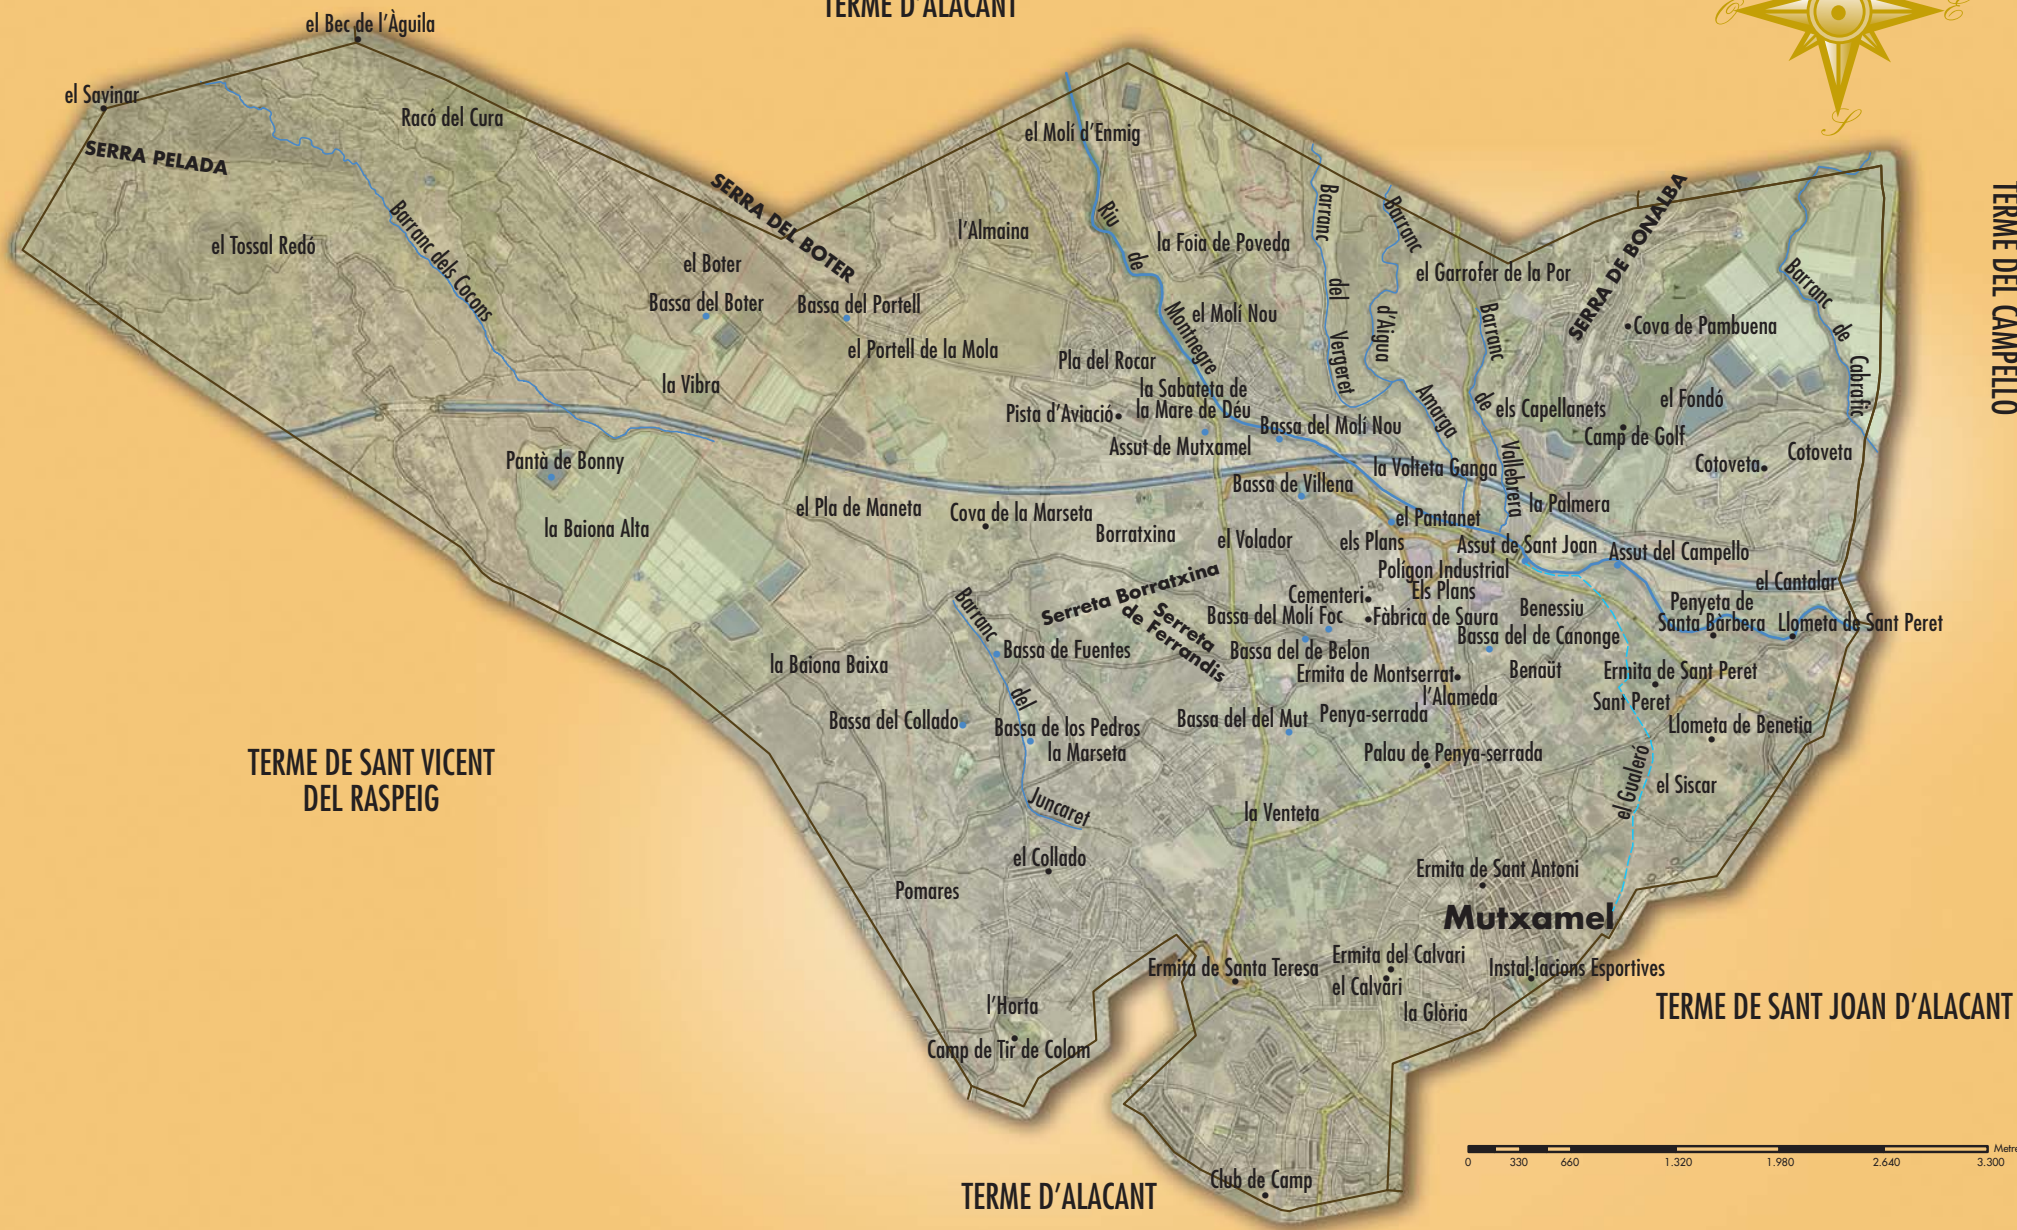 TERME D'ALACANT
O
E
S
el Bec de l'Àguila
el Savinar
Racó del Cura
SERRA PELADA
el Molí d'Enmig
SERRA DEL BOTER
SERRA DE BONALBA
TERME DEL CAMPELLO
el Tossal Redó
Barranc dels Cocons
l'Almaina
Riu de Montnegre
la Foia de Poveda
Barranc del Vergeret
Barranc d'Aigua Amarga
el Garrofer de la Por
Barranc de Vallebrera
Barranc de Cabrafic
el Boter
Bassa del Boter
Bassa del Portell
el Molí Nou
Cova de Pambuena
el Portell de la Mola
Pla del Rocar
la Vibra
la Sabateta de
la Mare de Déu
Pista d'Aviació
els Capellanets
el Fondó
Bassa del Molí Nou
Camp de Golf
Assut de Mutxamel
Cotoveta
Cotoveta
Pantà de Bonny
la Volteta Ganga
Bassa de Villena
la Palmera
el Pla de Maneta
Cova de la Marseta
el Pantanet
la Baiona Alta
Borratxina
el Volador
els Plans
Assut de Sant Joan
Assut del Campello
Polígon Industrial
Els Plans
el Cantalar
Serreta Borratxina
Cementeri
Serreta
de Ferrandis
Bassa del Molí Foc
Fàbrica de Saura
Benessiu
Penyeta de
Santa Bàrbera
Llometa de Sant Peret
Barranc del Juncaret
Bassa de Fuentes
Bassa del de Belon
Bassa del de Canonge
la Baiona Baixa
Ermita de Montserrat
Benaüt
Ermita de Sant Peret
l'Alameda
Sant Peret
Bassa del Collado
Bassa de los Pedros
Bassa del del Mut
Penya-serrada
Llometa de Benetia
la Marseta
Palau de Penya-serrada
TERME DE SANT VICENT
DEL RASPEIG
el Gualeró
el Siscar
la Venteta
el Collado
Ermita de Sant Antoni
Pomares
Mutxamel
Ermita del Calvari
Ermita de Santa Teresa
Instal·lacions Esportives
el Calvari
l'Horta
la Glòria
TERME DE SANT JOAN D'ALACANT
Camp de Tir de Colom
Club de Camp
TERME D'ALACANT
0 330 660 1.320 1.980 2.640 3.300